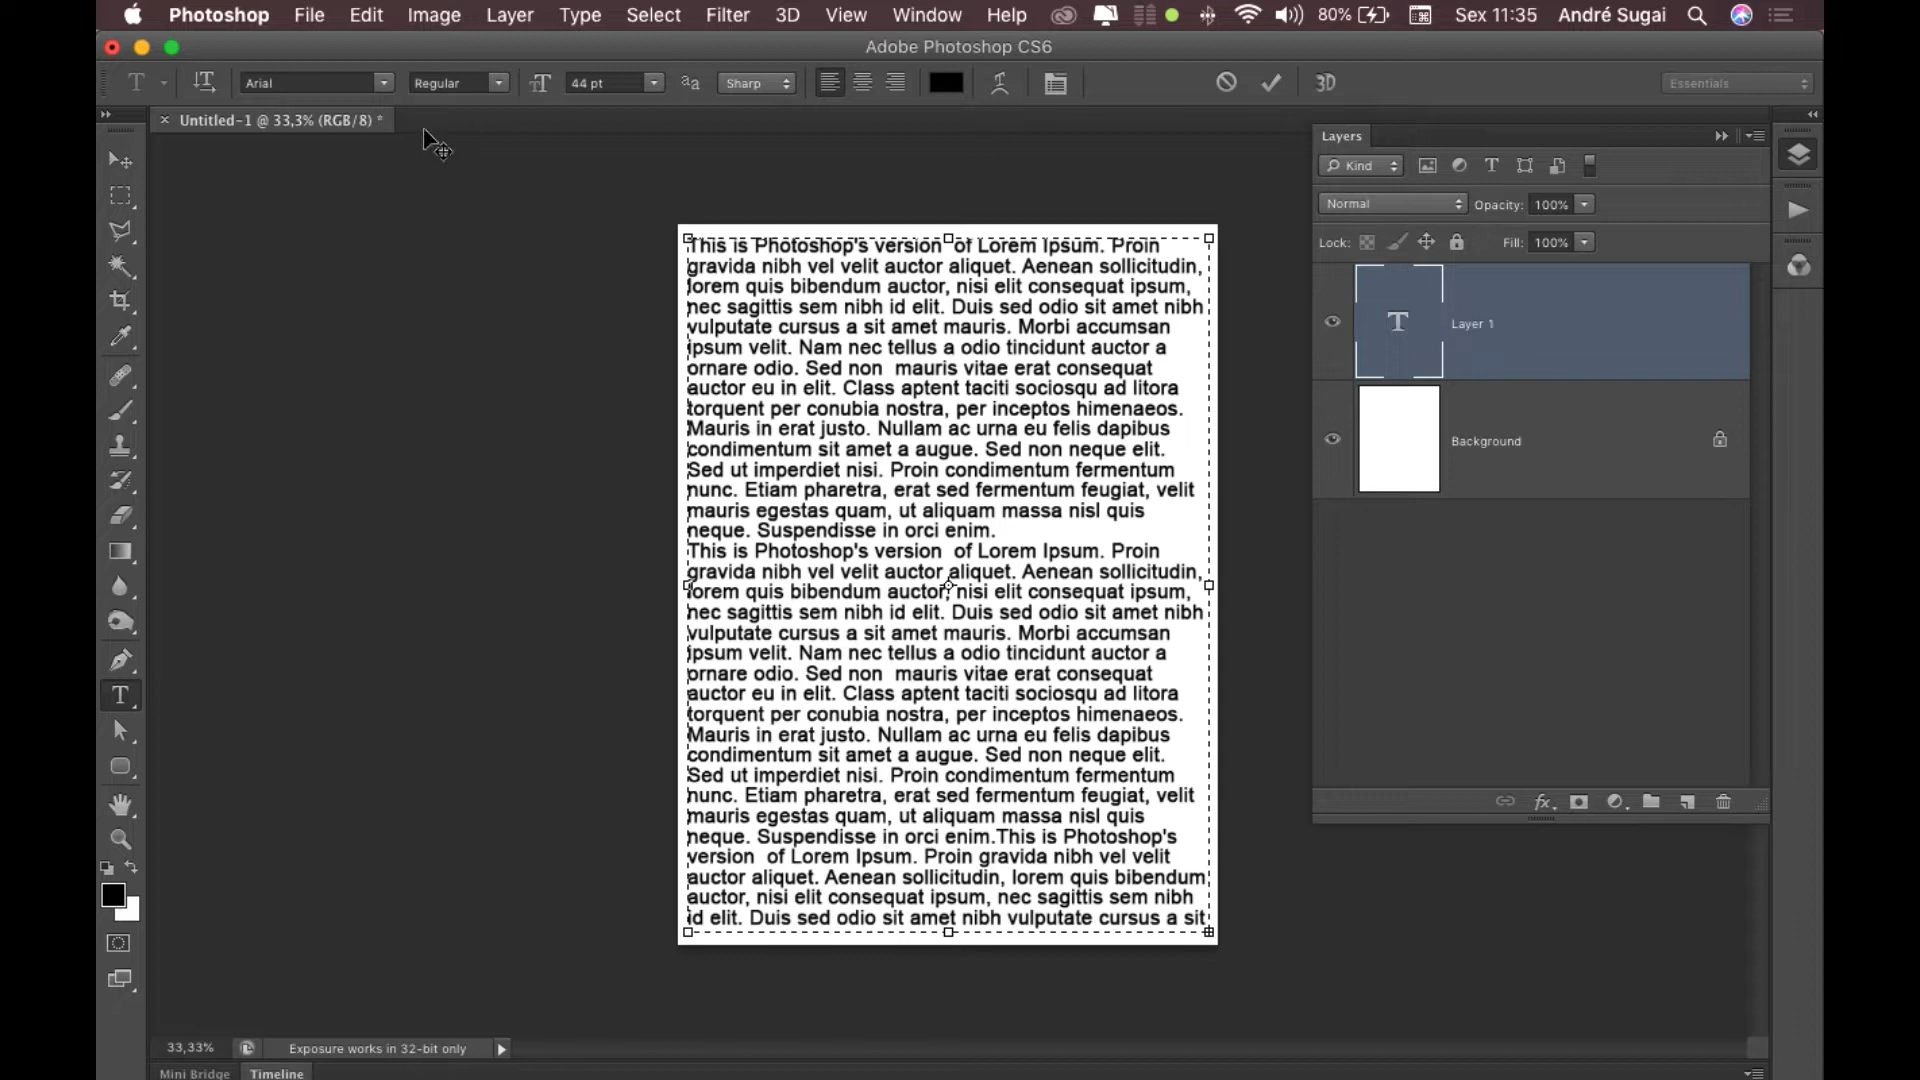 Photoshop File Edit Image Layer Type Select Filter 3D View Window Help 80% Sex 11:35 André Sugai
Adobe Photoshop CS6
T Arial Regular 44 pt aa Sharp 3D Essentials
Untitled-1 @ 33,3% (RGB/8) *
Layers
Kind
Normal Opacity: 100%
Lock: Fill: 100%
T Layer 1
Background
This is Photoshop's version  of Lorem Ipsum. Proin
gravida nibh vel velit auctor aliquet. Aenean sollicitudin,
lorem quis bibendum auctor, nisi elit consequat ipsum,
nec sagittis sem nibh id elit. Duis sed odio sit amet nibh
vulputate cursus a sit amet mauris. Morbi accumsan
ipsum velit. Nam nec tellus a odio tincidunt auctor a
ornare odio. Sed non  mauris vitae erat consequat
auctor eu in elit. Class aptent taciti sociosqu ad litora
torquent per conubia nostra, per inceptos himenaeos.
Mauris in erat justo. Nullam ac urna eu felis dapibus
condimentum sit amet a augue. Sed non neque elit.
Sed ut imperdiet nisi. Proin condimentum fermentum
nunc. Etiam pharetra, erat sed fermentum feugiat, velit
mauris egestas quam, ut aliquam massa nisl quis
neque. Suspendisse in orci enim.
This is Photoshop's version  of Lorem Ipsum. Proin
gravida nibh vel velit auctor aliquet. Aenean sollicitudin,
lorem quis bibendum auctor, nisi elit consequat ipsum,
nec sagittis sem nibh id elit. Duis sed odio sit amet nibh
vulputate cursus a sit amet mauris. Morbi accumsan
ipsum velit. Nam nec tellus a odio tincidunt auctor a
ornare odio. Sed non  mauris vitae erat consequat
auctor eu in elit. Class aptent taciti sociosqu ad litora
torquent per conubia nostra, per inceptos himenaeos.
Mauris in erat justo. Nullam ac urna eu felis dapibus
condimentum sit amet a augue. Sed non neque elit.
Sed ut imperdiet nisi. Proin condimentum fermentum
nunc. Etiam pharetra, erat sed fermentum feugiat, velit
mauris egestas quam, ut aliquam massa nisl quis
neque. Suspendisse in orci enim.This is Photoshop's
version  of Lorem Ipsum. Proin gravida nibh vel velit
auctor aliquet. Aenean sollicitudin, lorem quis bibendum
auctor, nisi elit consequat ipsum, nec sagittis sem nibh
id elit. Duis sed odio sit amet nibh vulputate cursus a sit
fx
33,33% Exposure works in 32-bit only
Mini Bridge Timeline